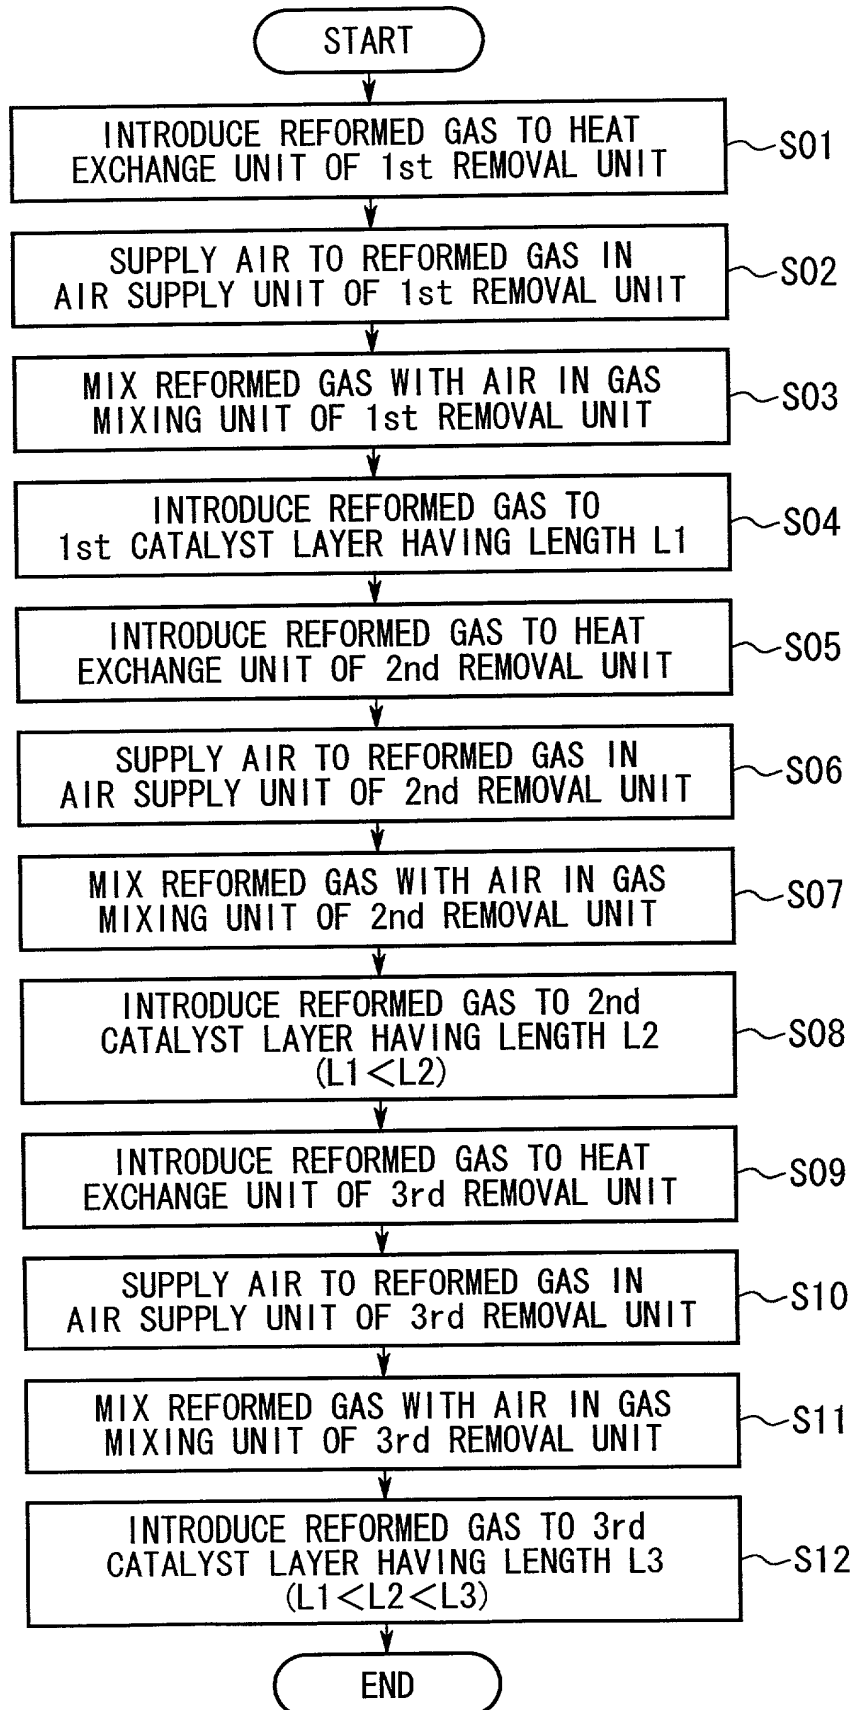 START
INTRODUCE REFORMED GAS TO HEAT
EXCHANGE UNIT OF 1st REMOVAL UNIT
S01
SUPPLY AIR TO REFORMED GAS IN
AIR SUPPLY UNIT OF 1st REMOVAL UNIT
S02
MIX REFORMED GAS WITH AIR IN GAS
MIXING UNIT OF 1st REMOVAL UNIT
S03
INTRODUCE REFORMED GAS TO
1st CATALYST LAYER HAVING LENGTH L1
S04
INTRODUCE REFORMED GAS TO HEAT
EXCHANGE UNIT OF 2nd REMOVAL UNIT
S05
SUPPLY AIR TO REFORMED GAS IN
AIR SUPPLY UNIT OF 2nd REMOVAL UNIT
S06
MIX REFORMED GAS WITH AIR IN GAS
MIXING UNIT OF 2nd REMOVAL UNIT
S07
INTRODUCE REFORMED GAS TO 2nd
CATALYST LAYER HAVING LENGTH L2
(L1<L2)
S08
INTRODUCE REFORMED GAS TO HEAT
EXCHANGE UNIT OF 3rd REMOVAL UNIT
S09
SUPPLY AIR TO REFORMED GAS IN
AIR SUPPLY UNIT OF 3rd REMOVAL UNIT
S10
MIX REFORMED GAS WITH AIR IN GAS
MIXING UNIT OF 3rd REMOVAL UNIT
S11
INTRODUCE REFORMED GAS TO 3rd
CATALYST LAYER HAVING LENGTH L3
(L1<L2<L3)
S12
END